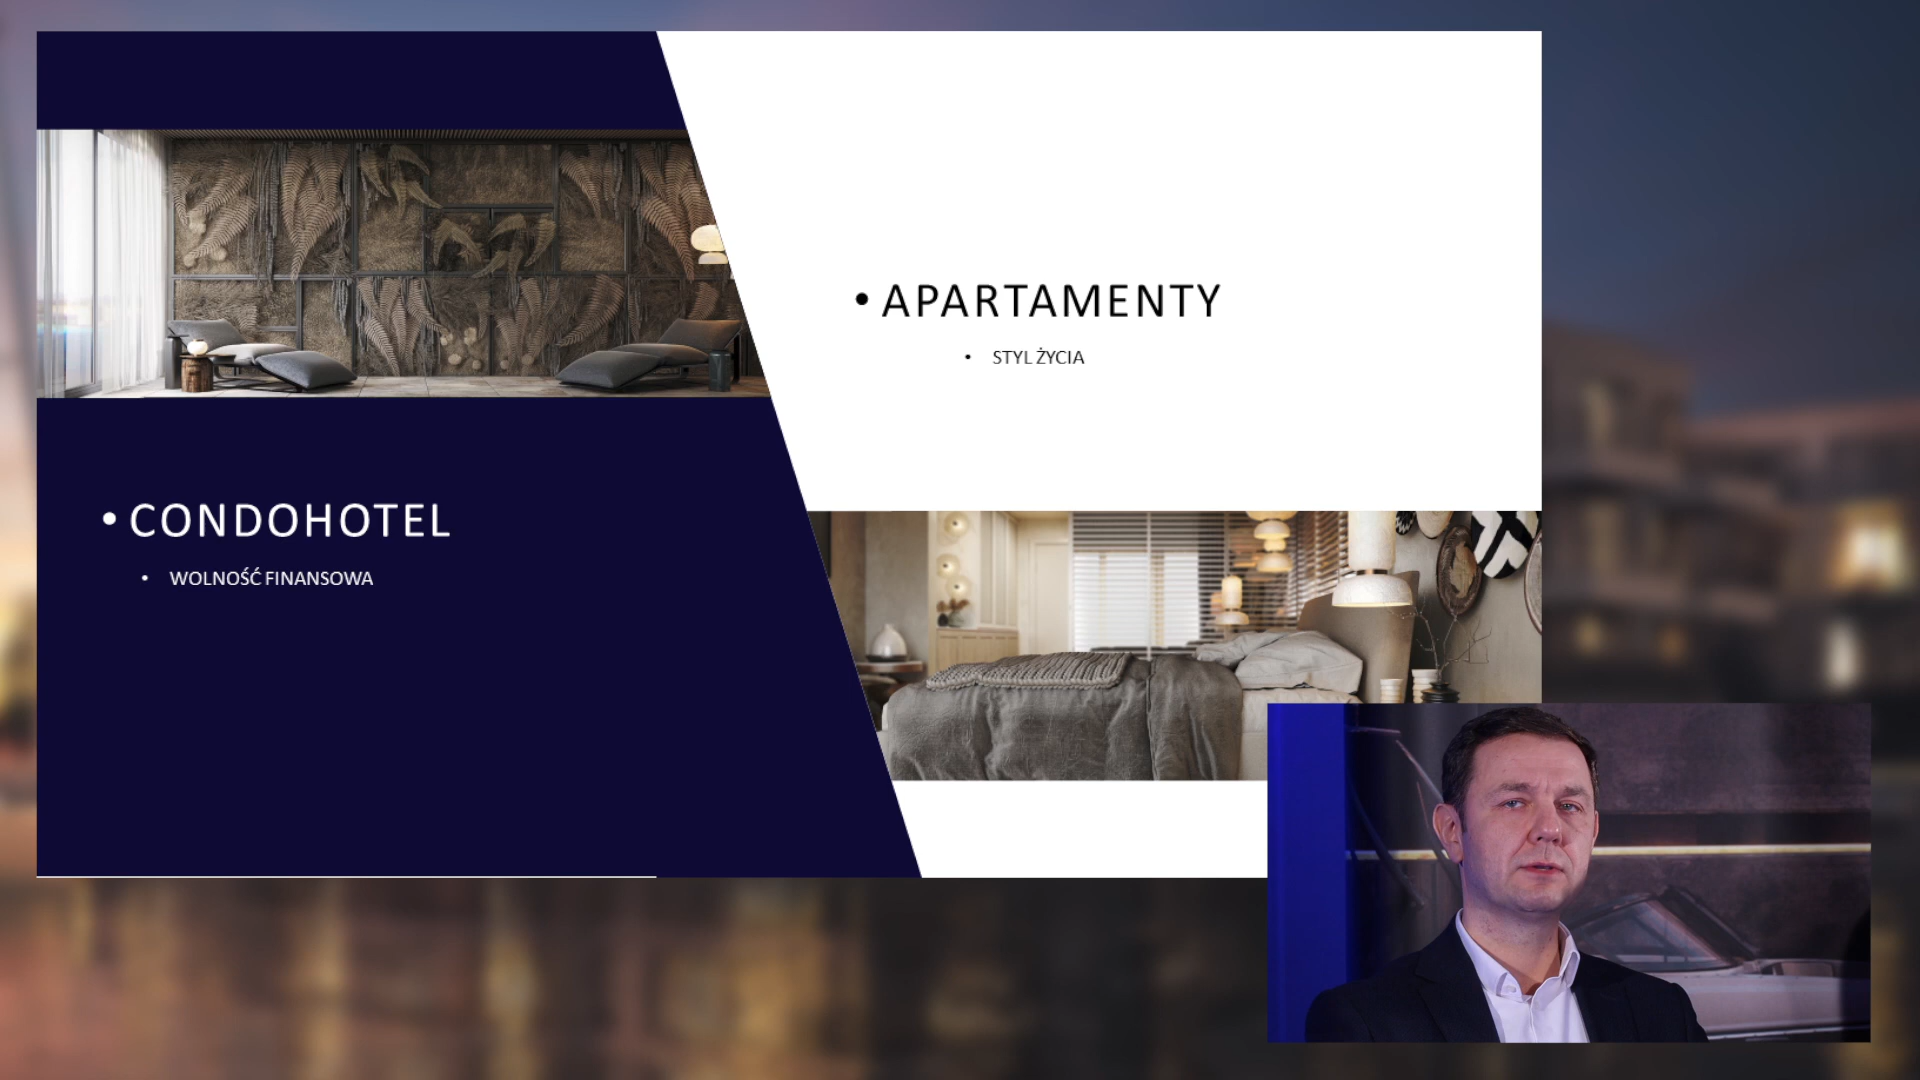 • APARTAMENTY
• STYL ŻYCIA
• CONDOHOTEL
• WOLNOŚĆ FINANSOWA